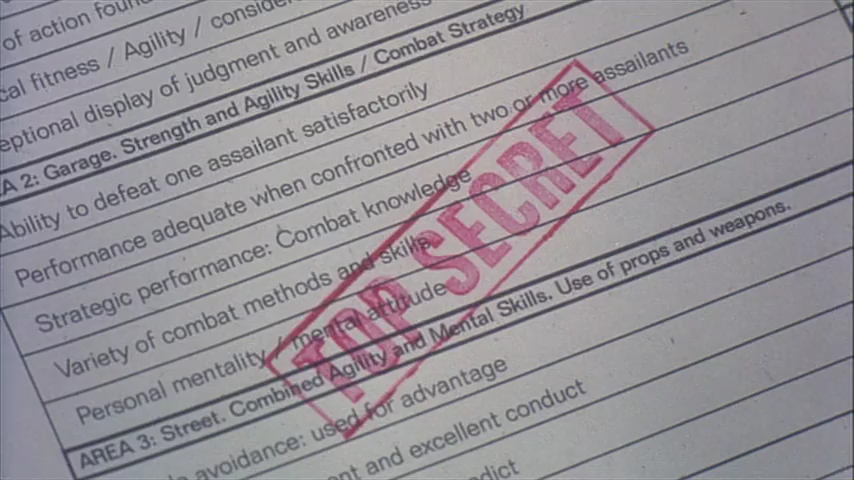 of action
cal fitness / Agility /
eptional display of judgment and awareness
A 2: Garage. Strength and Agility Skills / Combat Strategy
Ability to defeat one assailant satisfactorily
Performance adequate when confronted with two or more assailants
Strategic performance: Combat knowledge
Variety of combat methods and skills
Personal mentality / mental attitude
AREA 3: Street. Combined Agility and Mental Skills. Use of props and weapons.
avoidance: used for advantage
nt and excellent conduct
dict
TOP SECRET